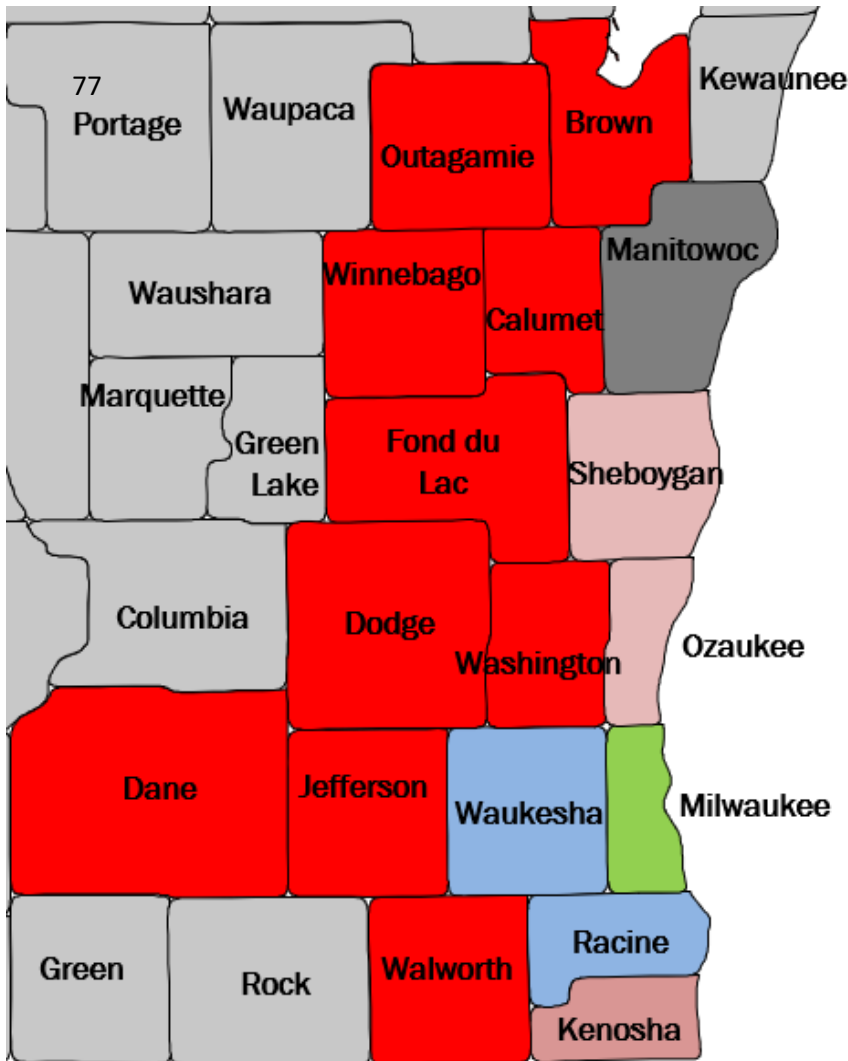 77
Portage
Waupaca
Outagamie
Brown
Kewaunee
Waushara
Winnebago
Calumet
Manitowoc
Marquette
Green
Lake
Fond du
Lac
Sheboygan
Columbia
Dodge
Washington
Ozaukee
Dane
Jefferson
Waukesha
Milwaukee
Green
Rock
Walworth
Racine
Kenosha